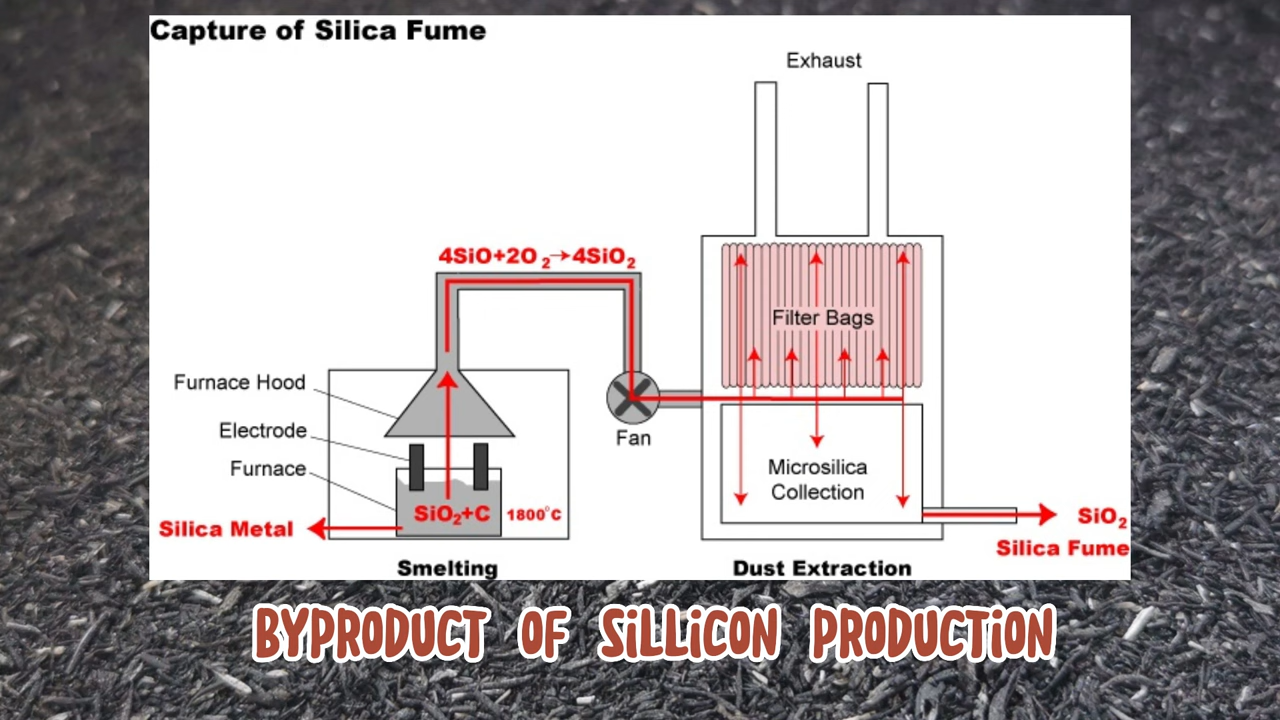 Capture of Silica Fume
Exhaust
4SiO+2O₂→4SiO₂
Filter Bags
Furnace Hood
Electrode
Fan
Furnace
Microsilica
Collection
SiO₂+C
1800°C
SiO₂
Silica Metal
Silica Fume
Smelting
Dust Extraction
BYPRODUCT OF SiLLiCON PRODUCTiON